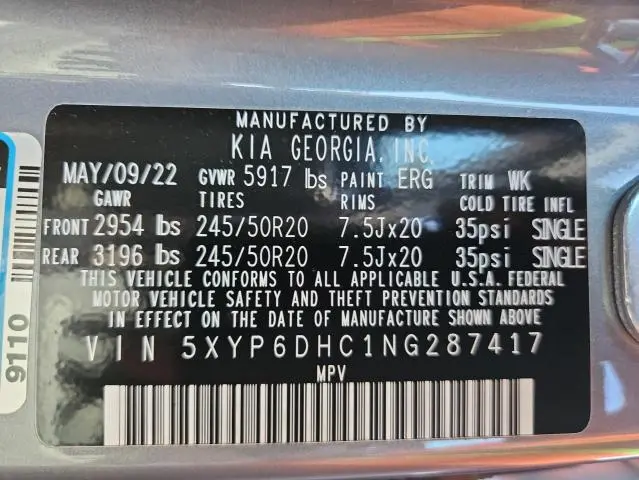 MANUFACTURED BY
KIA GEORGIA, INC.
MAY/09/22 GVWR 5917 lbs PAINT ERG TRIM WK
GAWR TIRES RIMS COLD TIRE INFL
FRONT 2954 lbs 245/50R20 7.5Jx20 35psi SINGLE
REAR 3196 lbs 245/50R20 7.5Jx20 35psi SINGLE
THIS VEHICLE CONFORMS TO ALL APPLICABLE U.S.A. FEDERAL
MOTOR VEHICLE SAFETY AND THEFT PREVENTION STANDARDS
IN EFFECT ON THE DATE OF MANUFACTURE SHOWN ABOVE
VIN 5XYP6DHC1NG287417
MPV
9110